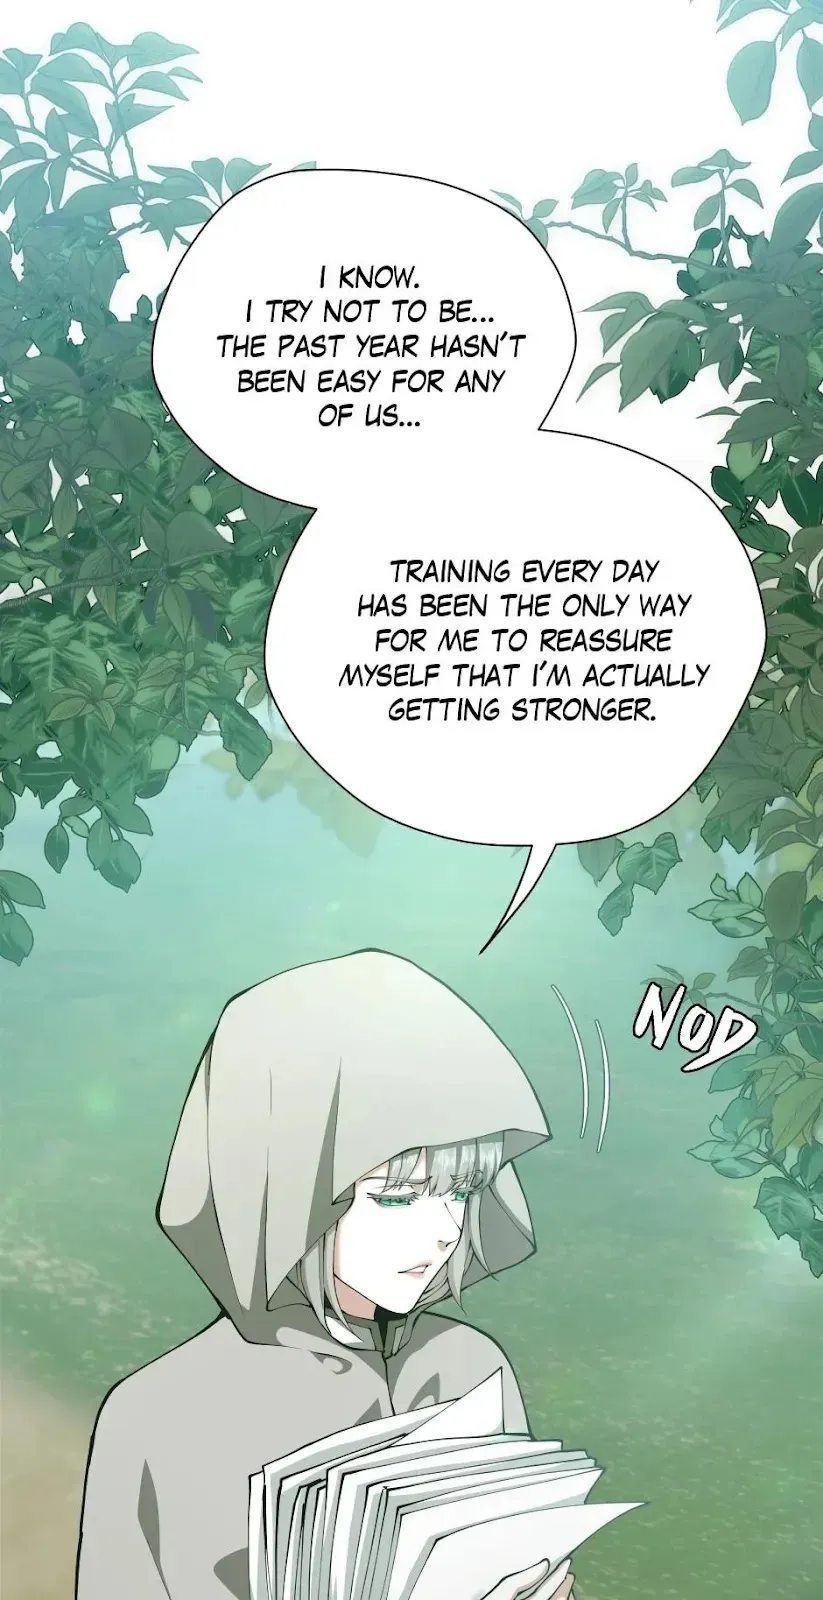 I KNOW.
I TRY NOT TO BE...
THE PAST YEAR HASN'T
BEEN EASY FOR ANY
OF US...
TRAINING EVERY DAY
HAS BEEN THE ONLY WAY
FOR ME TO REASSURE
MYSELF THAT I'M ACTUALLY
GETTING STRONGER.
NOD